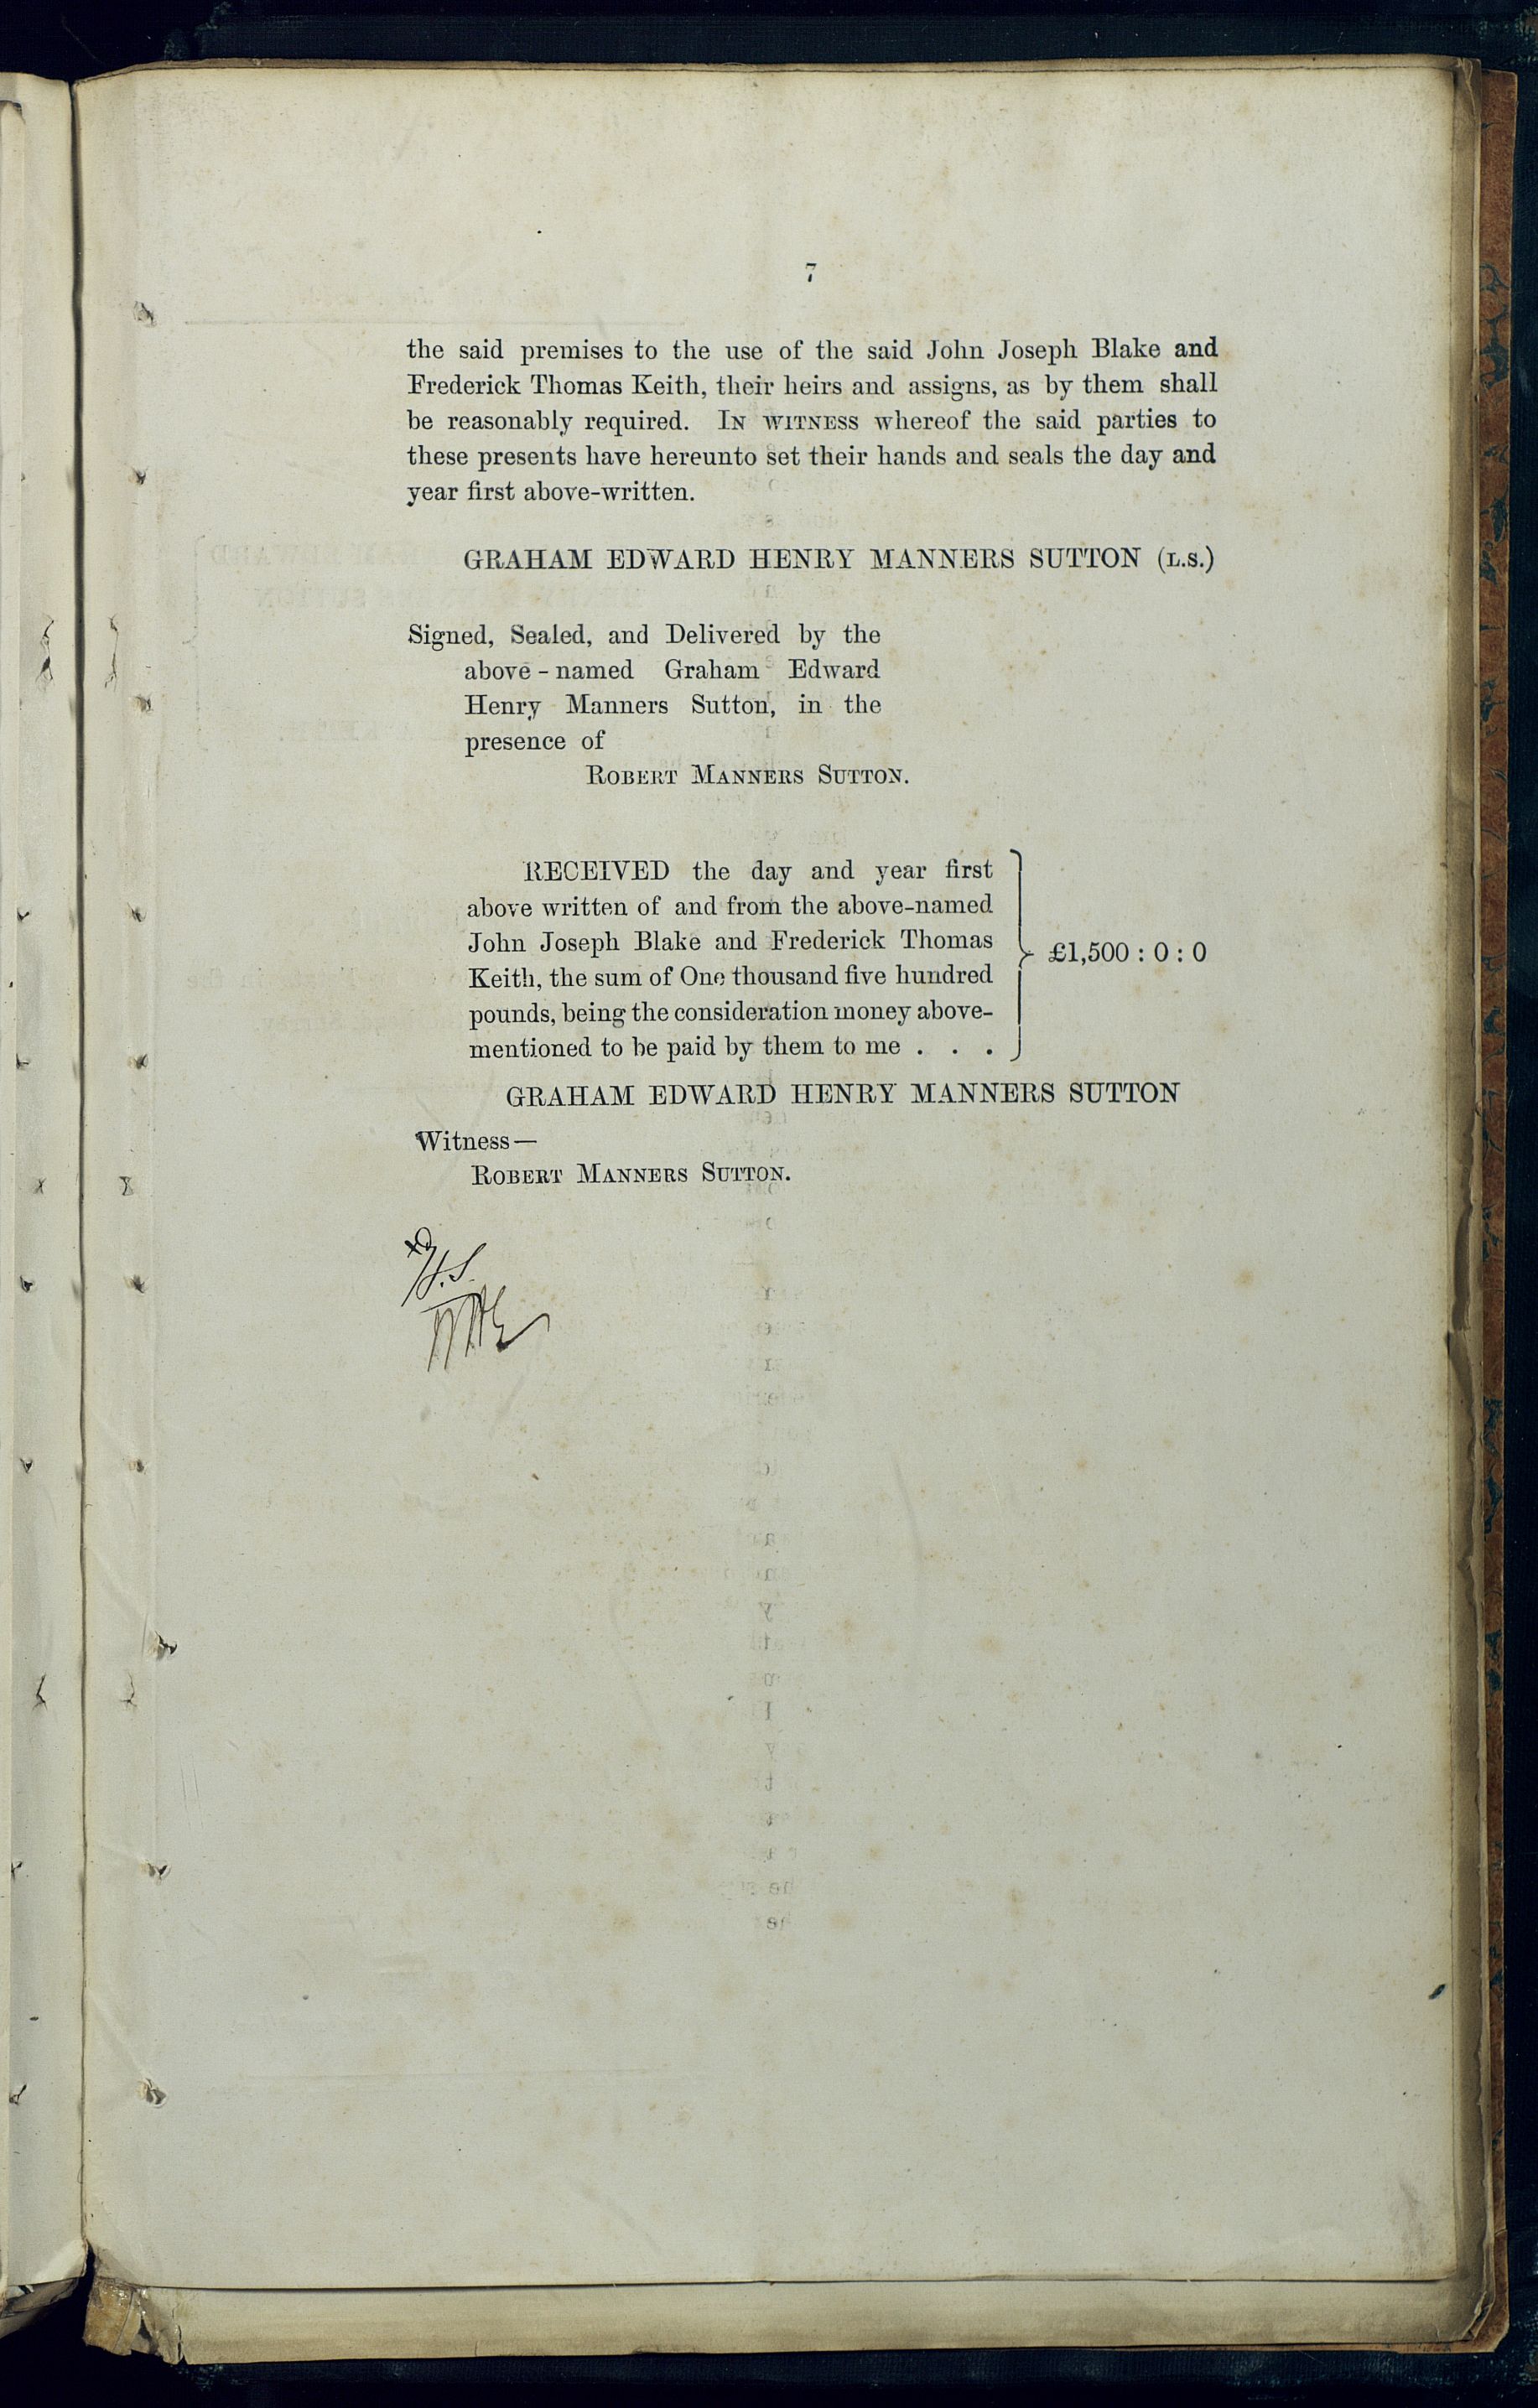 7
the said premises to the use of the said John Joseph Blake and
Frederick Thomas Keith, their heirs and assigns, as by them shall
be reasonably required. IN WITNESS whereof the said parties to
these presents have hereunto set their hands and seals the day and
year first above-written.
GRAHAM EDWARD HENRY MANNERS SUTTON (L.S.)
Signed, Sealed, and Delivered by the
above-named Graham Edward
Henry Manners Sutton, in the
presence of
ROBERT MANNERS SUTTON.
RECEIVED the day and year first
above written of and from the above-named
John Joseph Blake and Frederick Thomas
Keith, the sum of One thousand five hundred
pounds, being the consideration money above-
mentioned to be paid by them to me . . .
£1,500 : 0 : 0
GRAHAM EDWARD HENRY MANNERS SUTTON
Witness—
ROBERT MANNERS SUTTON.